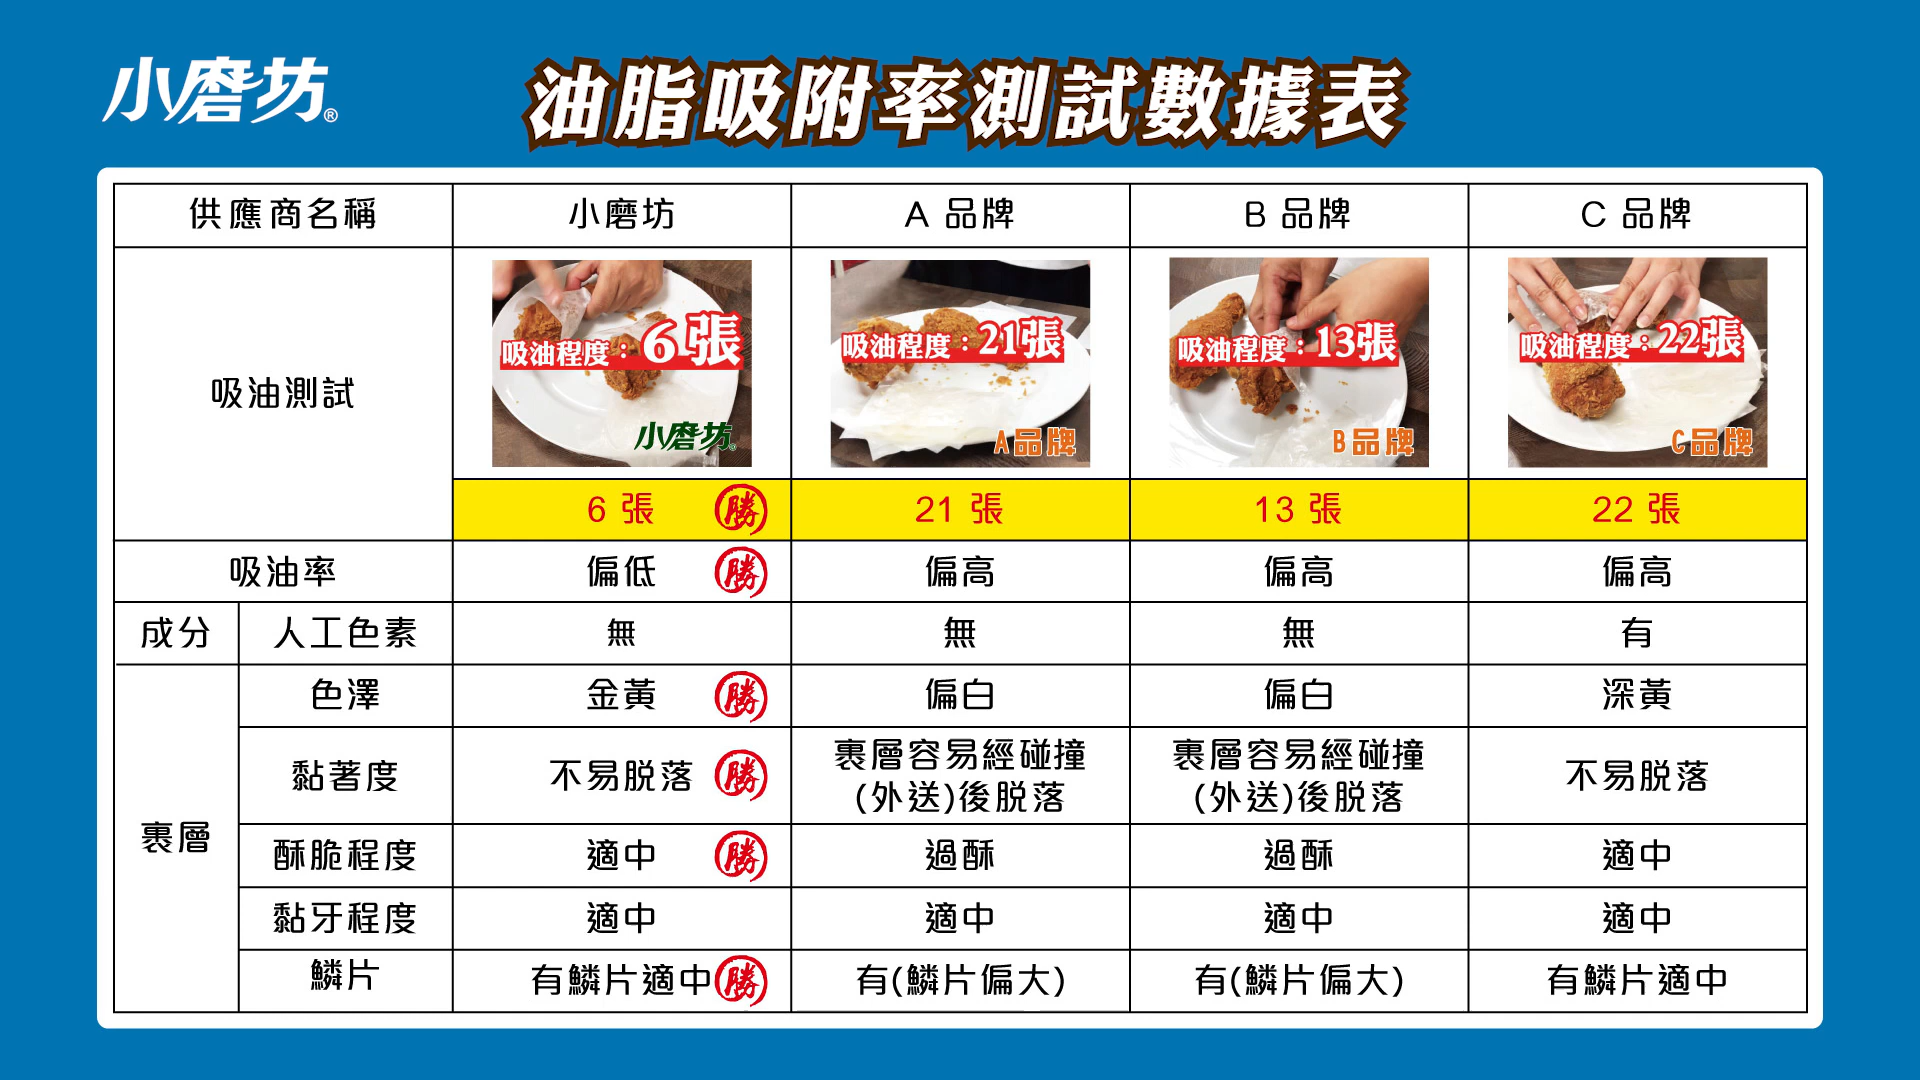 小磨坊®
油脂吸附率測試數據表
供應商名稱 小磨坊 A 品牌 B 品牌 C 品牌
吸油測試
吸油程度：6張
小磨坊®
吸油程度：21張
A品牌
吸油程度：13張
B品牌
吸油程度：22張
C品牌
6 張 勝 21 張 13 張 22 張
吸油率 偏低 勝 偏高 偏高 偏高
成分 人工色素 無 無 無 有
裹層
色澤 金黃 勝 偏白 偏白 深黃
黏著度 不易脫落 勝 裹層容易經碰撞 裹層容易經碰撞 不易脫落
(外送)後脫落 (外送)後脫落
酥脆程度 適中 勝 過酥 過酥 適中
黏牙程度 適中 適中 適中 適中
鱗片 有鱗片適中 勝 有(鱗片偏大) 有(鱗片偏大) 有鱗片適中